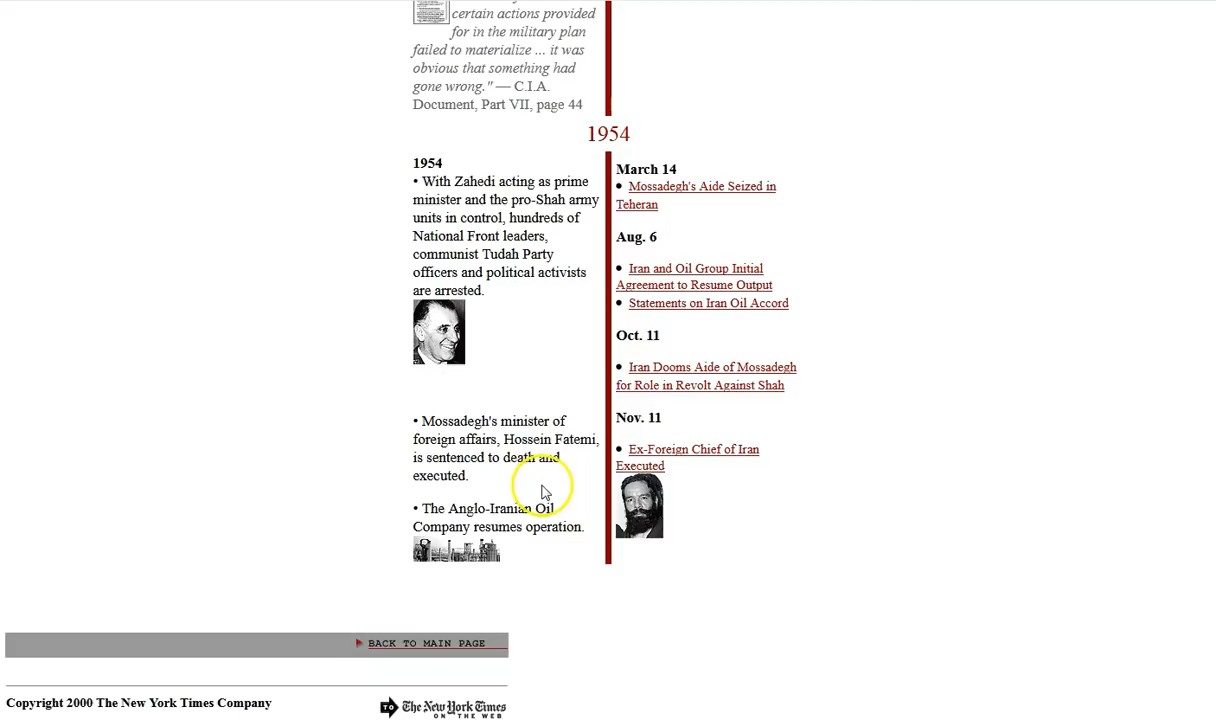 certain actions provided
for in the military plan
failed to materialize ... it was
obvious that something had
gone wrong." — C.I.A.
Document, Part VII, page 44
1954
1954
• With Zahedi acting as prime
minister and the pro-Shah army
units in control, hundreds of
National Front leaders,
communist Tudah Party
officers and political activists
are arrested.
• Mossadegh's minister of
foreign affairs, Hossein Fatemi,
is sentenced to death and
executed.
• The Anglo-Iranian Oil
Company resumes operation.
March 14
• Mossadegh's Aide Seized in
Teheran
Aug. 6
• Iran and Oil Group Initial
Agreement to Resume Output
• Statements on Iran Oil Accord
Oct. 11
• Iran Dooms Aide of Mossadegh
for Role in Revolt Against Shah
Nov. 11
• Ex-Foreign Chief of Iran
Executed
BACK TO MAIN PAGE
Copyright 2000 The New York Times Company
TO The New York Times
ON THE WEB